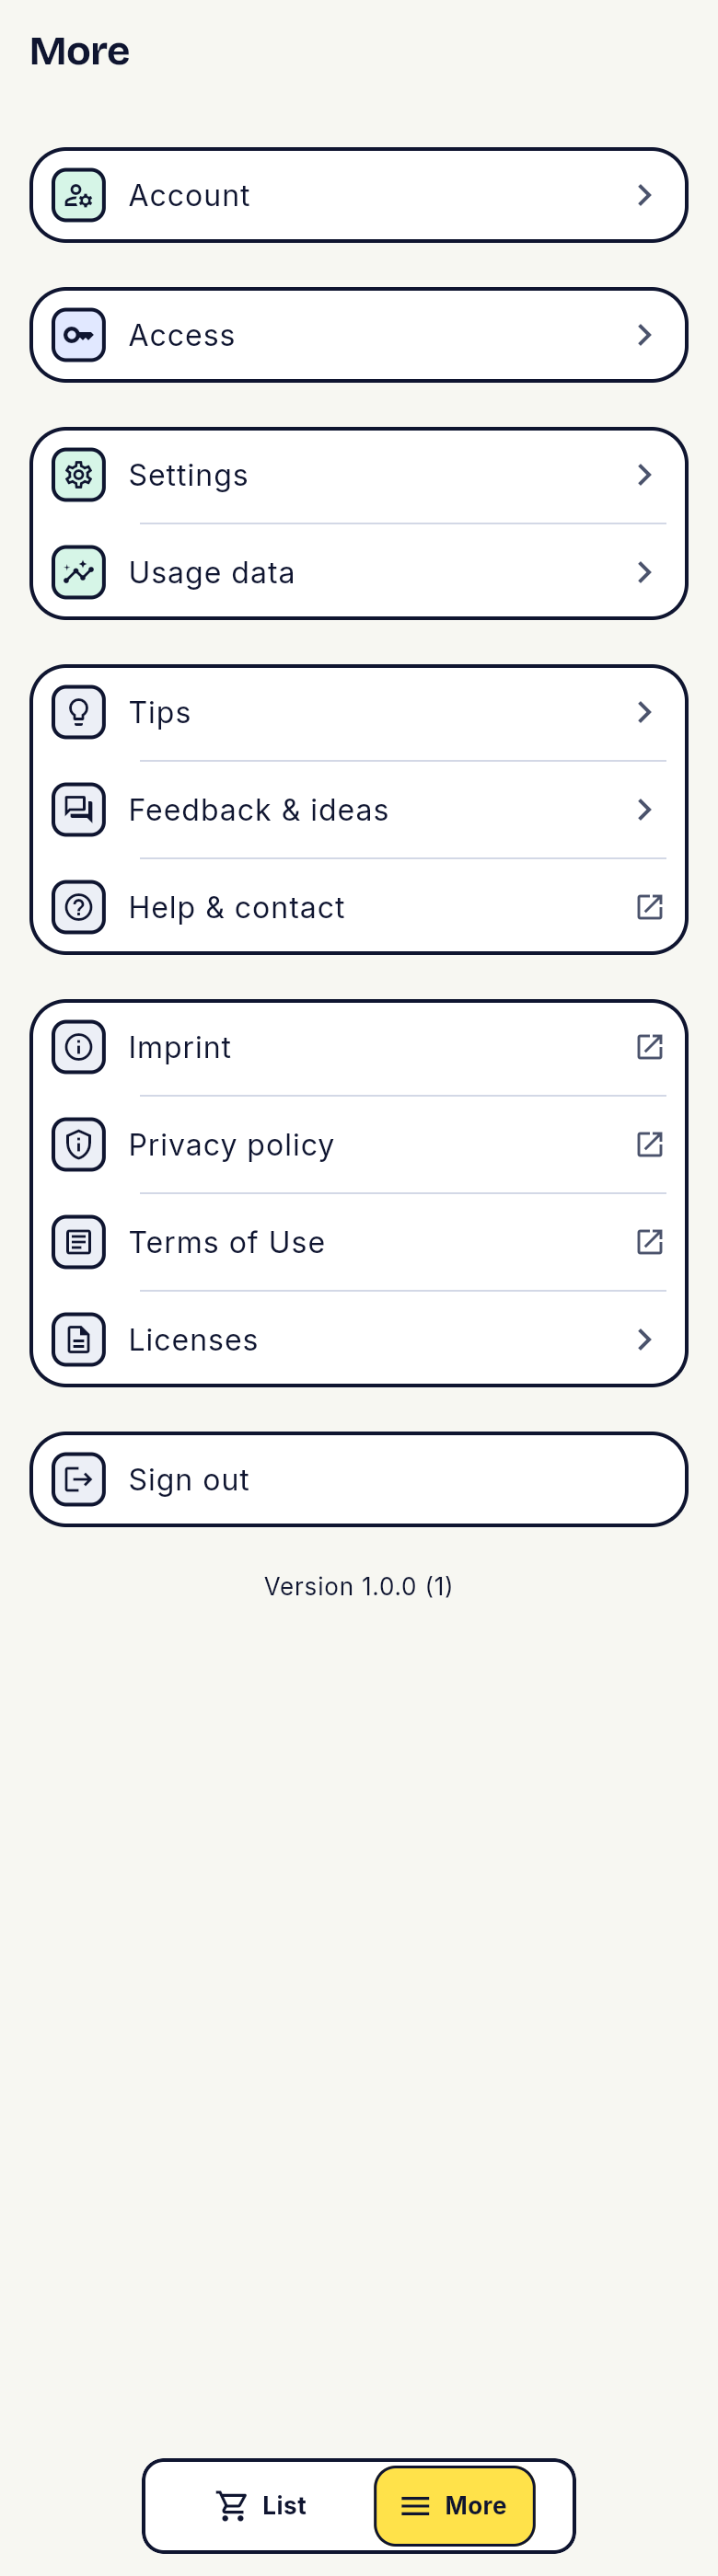 More
Account
Access
Settings
Usage data
Tips
Feedback & ideas
Help & contact
Imprint
Privacy policy
Terms of Use
Licenses
Sign out
Version 1.0.0 (1)
List
More